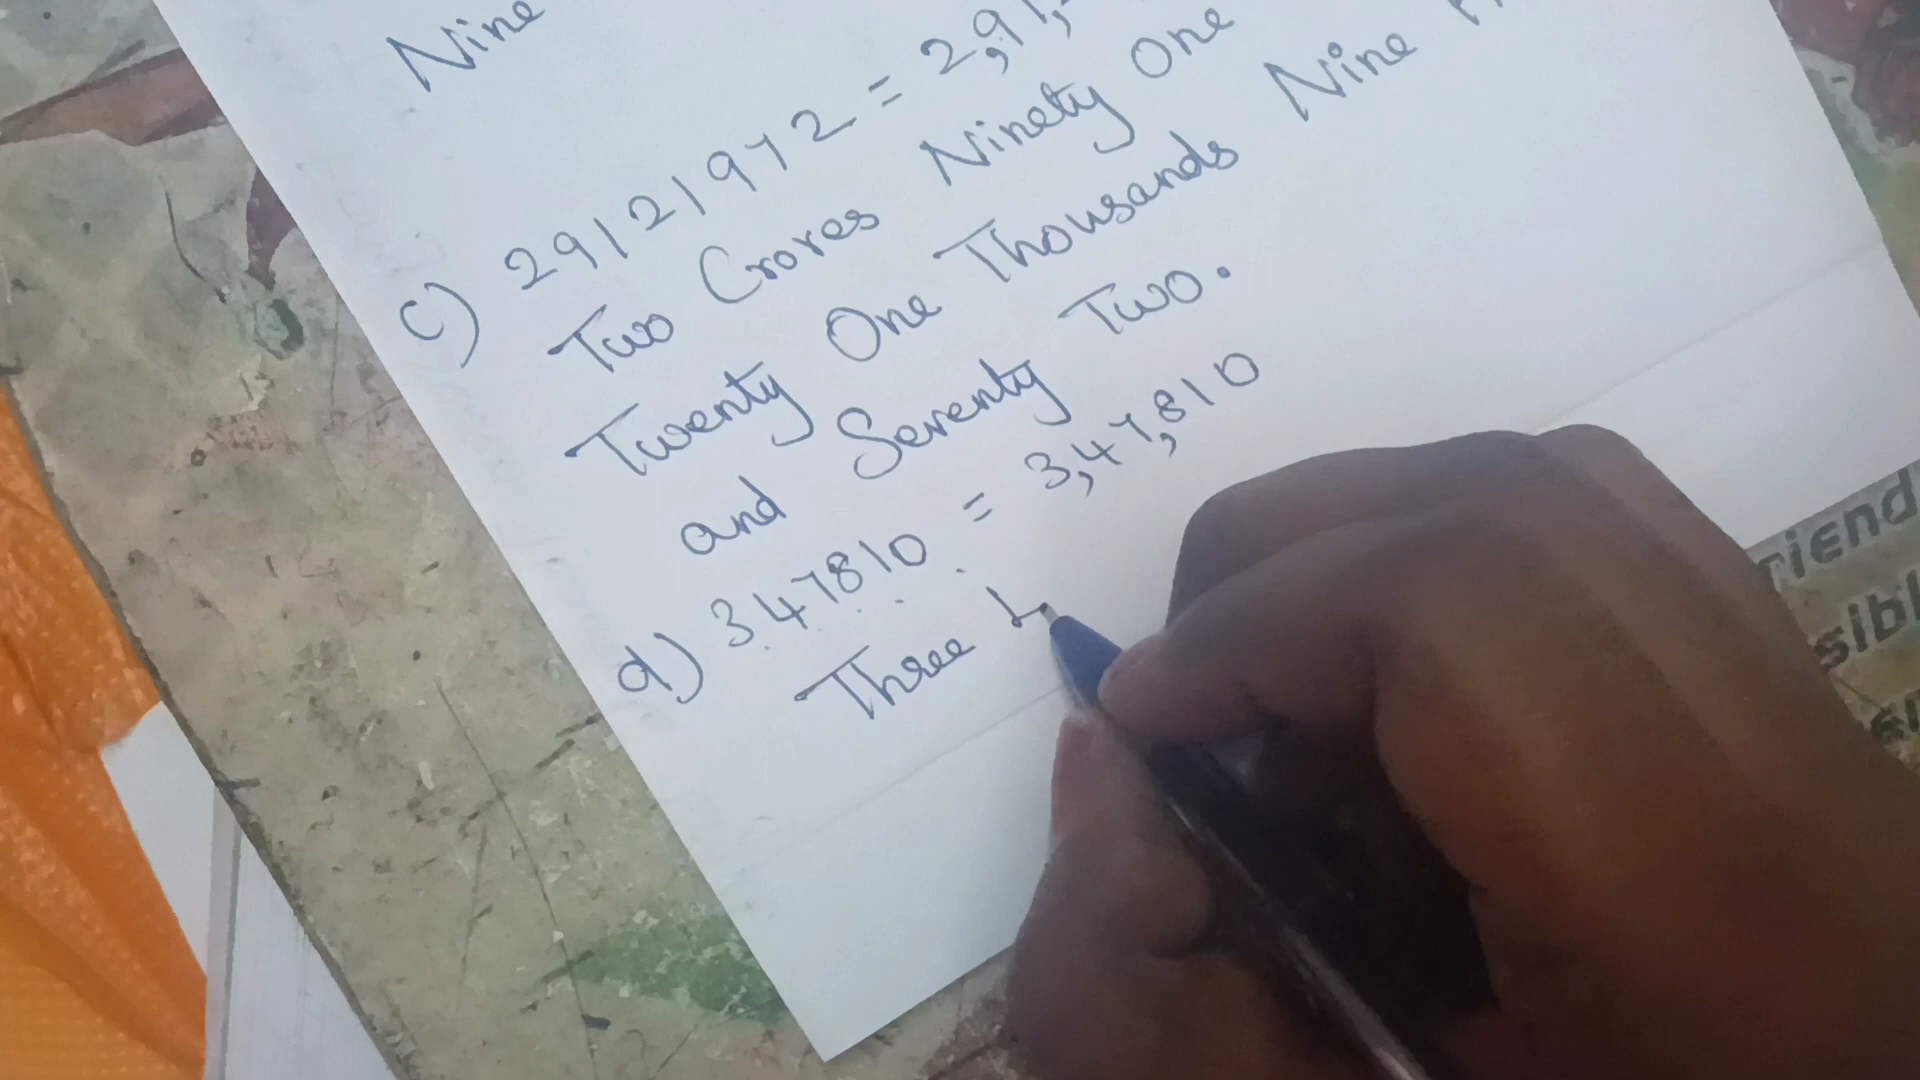 Nine
c) 29121972 = 2,91,
Two Crores Ninety One
Twenty One Thousands Nine
and Seventy Two.
d) 347810 = 3,47,810
Three L